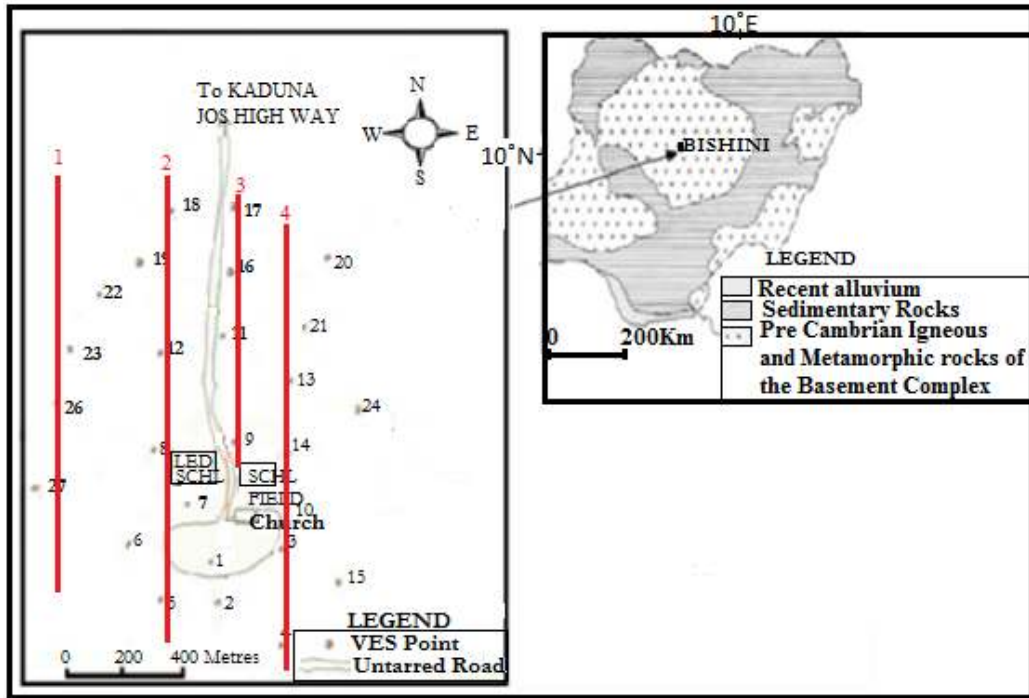 To KADUNA
JOS HIGH WAY
N
W
E
S
1
2
3
4
18
17
19
16
20
22
11
21
23
12
13
26
24
8
9
14
LED
SCHL
SCHL
27
7
FIELD
10
Church
6
3
1
15
5
2
4
LEGEND
VES Point
Untarred Road
0 200 400 Metres
10°E
10°N
BISHINI
LEGEND
Recent alluvium
Sedimentary Rocks
Pre Cambrian Igneous
and Metamorphic rocks of
the Basement Complex
0 200Km